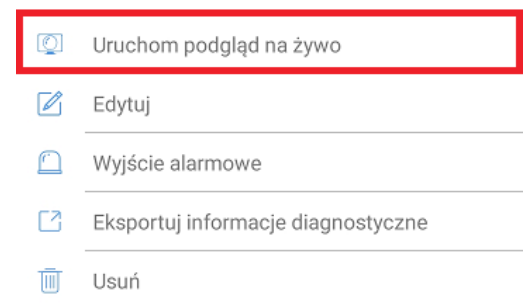 Uruchom podgląd na żywo
Edytuj
Wyjście alarmowe
Eksportuj informacje diagnostyczne
Usuń